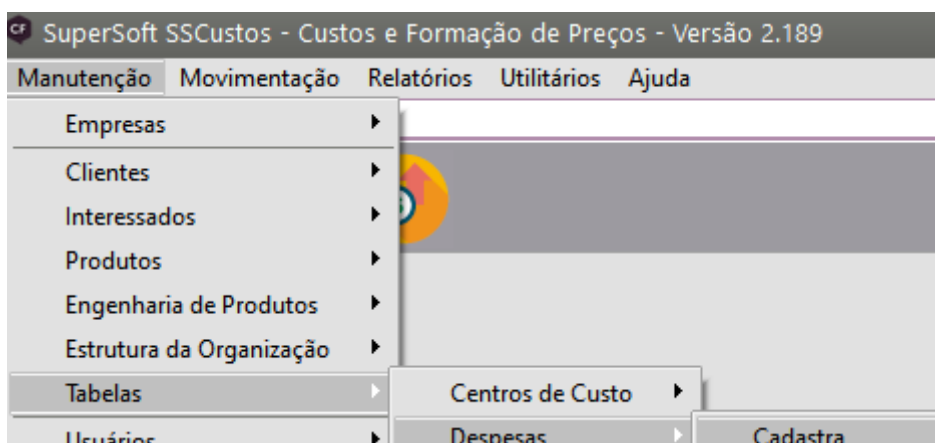 SuperSoft SSCustos - Custos e Formação de Preços - Versão 2.189
Manutenção Movimentação Relatórios Utilitários Ajuda
Empresas
Clientes
Interessados
Produtos
Engenharia de Produtos
Estrutura da Organização
Tabelas Centros de Custo
Usuários Despesas Cadastra